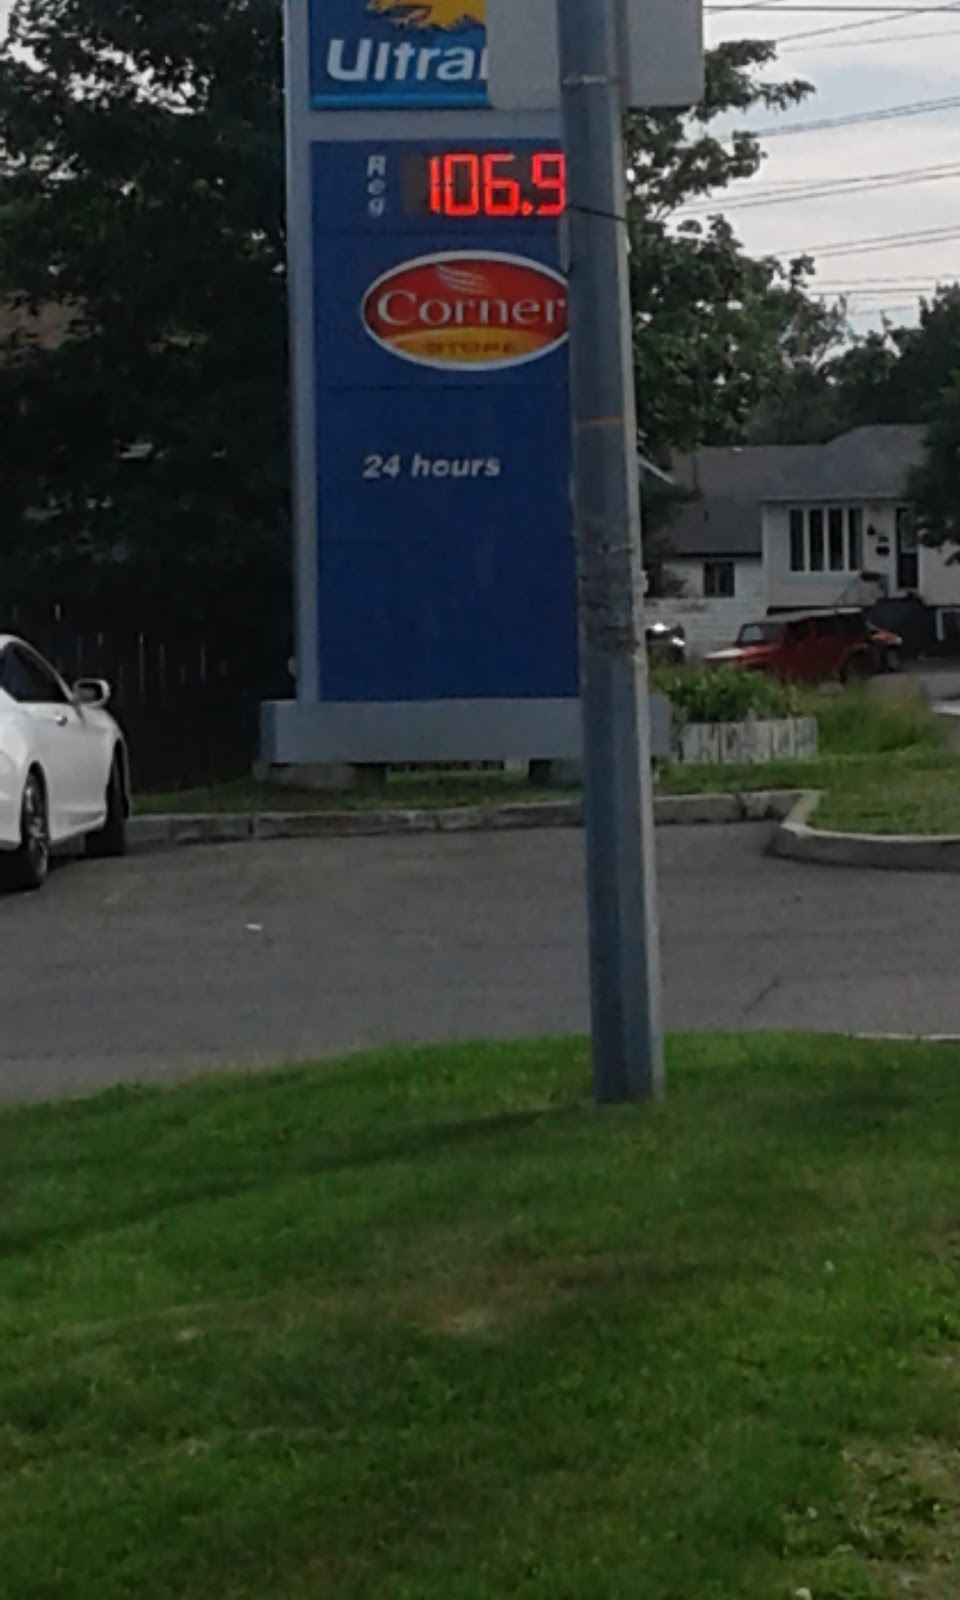 Ultra
Reg 106.9
Corner
STORE
24 hours